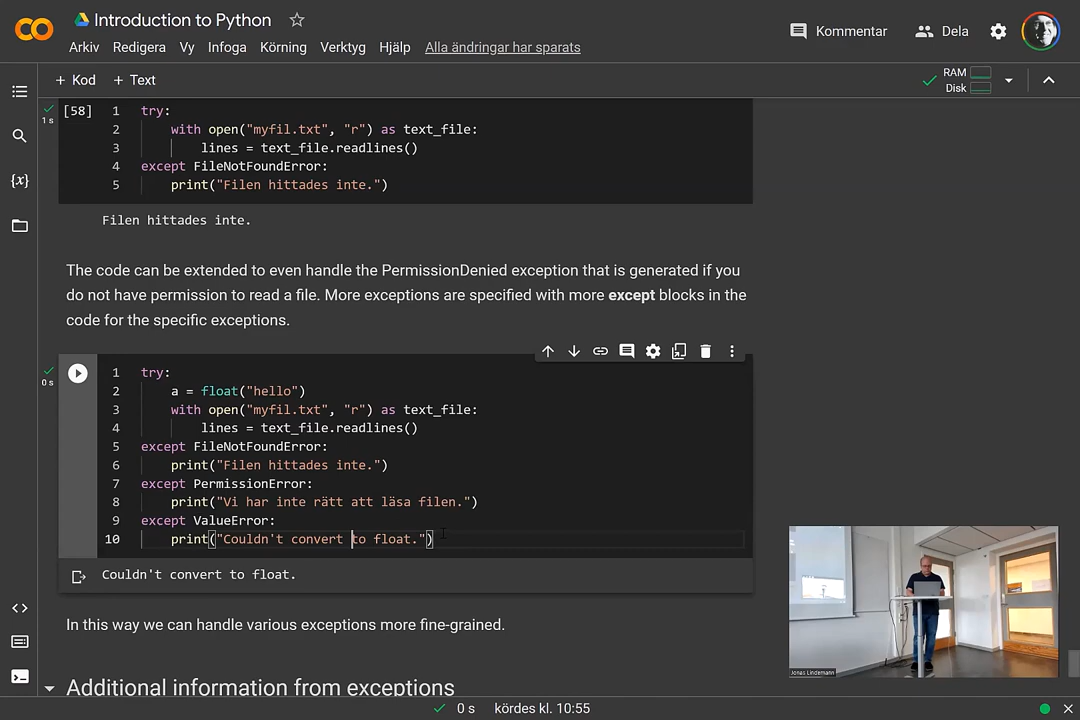 Introduction to Python
Arkiv Redigera Vy Infoga Körning Verktyg Hjälp Alla ändringar har sparats
Kommentar Dela
+ Kod + Text
RAM
Disk
[58] 1 try:
1 s
2 with open("myfil.txt", "r") as text_file:
3 lines = text_file.readlines()
4 except FileNotFoundError:
5 print("Filen hittades inte.")
Filen hittades inte.
The code can be extended to even handle the PermissionDenied exception that is generated if you
do not have permission to read a file. More exceptions are specified with more except blocks in the
code for the specific exceptions.
1 try:
0 s
2 a = float("hello")
3 with open("myfil.txt", "r") as text_file:
4 lines = text_file.readlines()
5 except FileNotFoundError:
6 print("Filen hittades inte.")
7 except PermissionError:
8 print("Vi har inte rätt att läsa filen.")
9 except ValueError:
10 print("Couldn't convert to float.")
Couldn't convert to float.
In this way we can handle various exceptions more fine-grained.
Additional information from exceptions
Jonas Lindemann
0 s kördes kl. 10:55